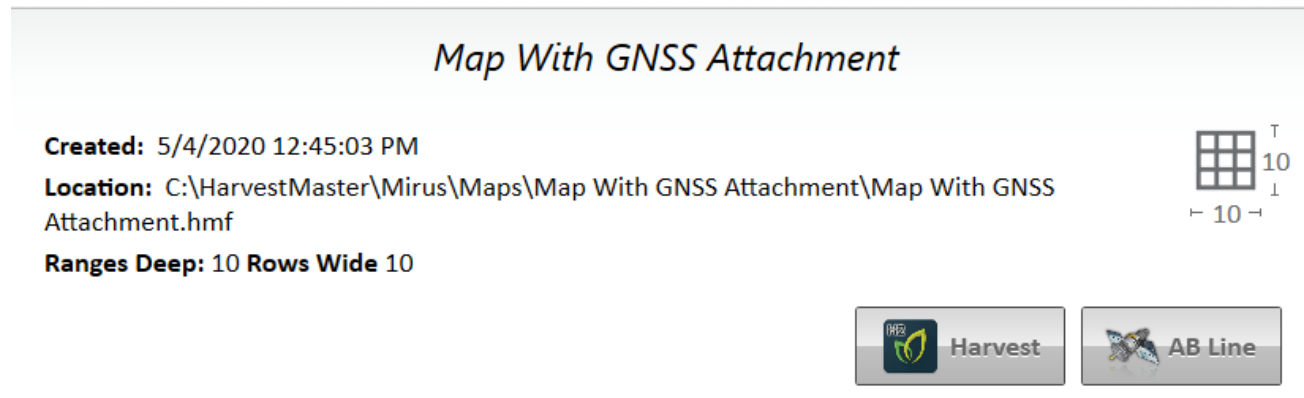 Map With GNSS Attachment
Created: 5/4/2020 12:45:03 PM
Location: C:\HarvestMaster\Mirus\Maps\Map With GNSS
Attachment\Map With GNSS
Attachment.hmf
Ranges Deep: 10 Rows Wide 10
10
10
Harvest
AB Line